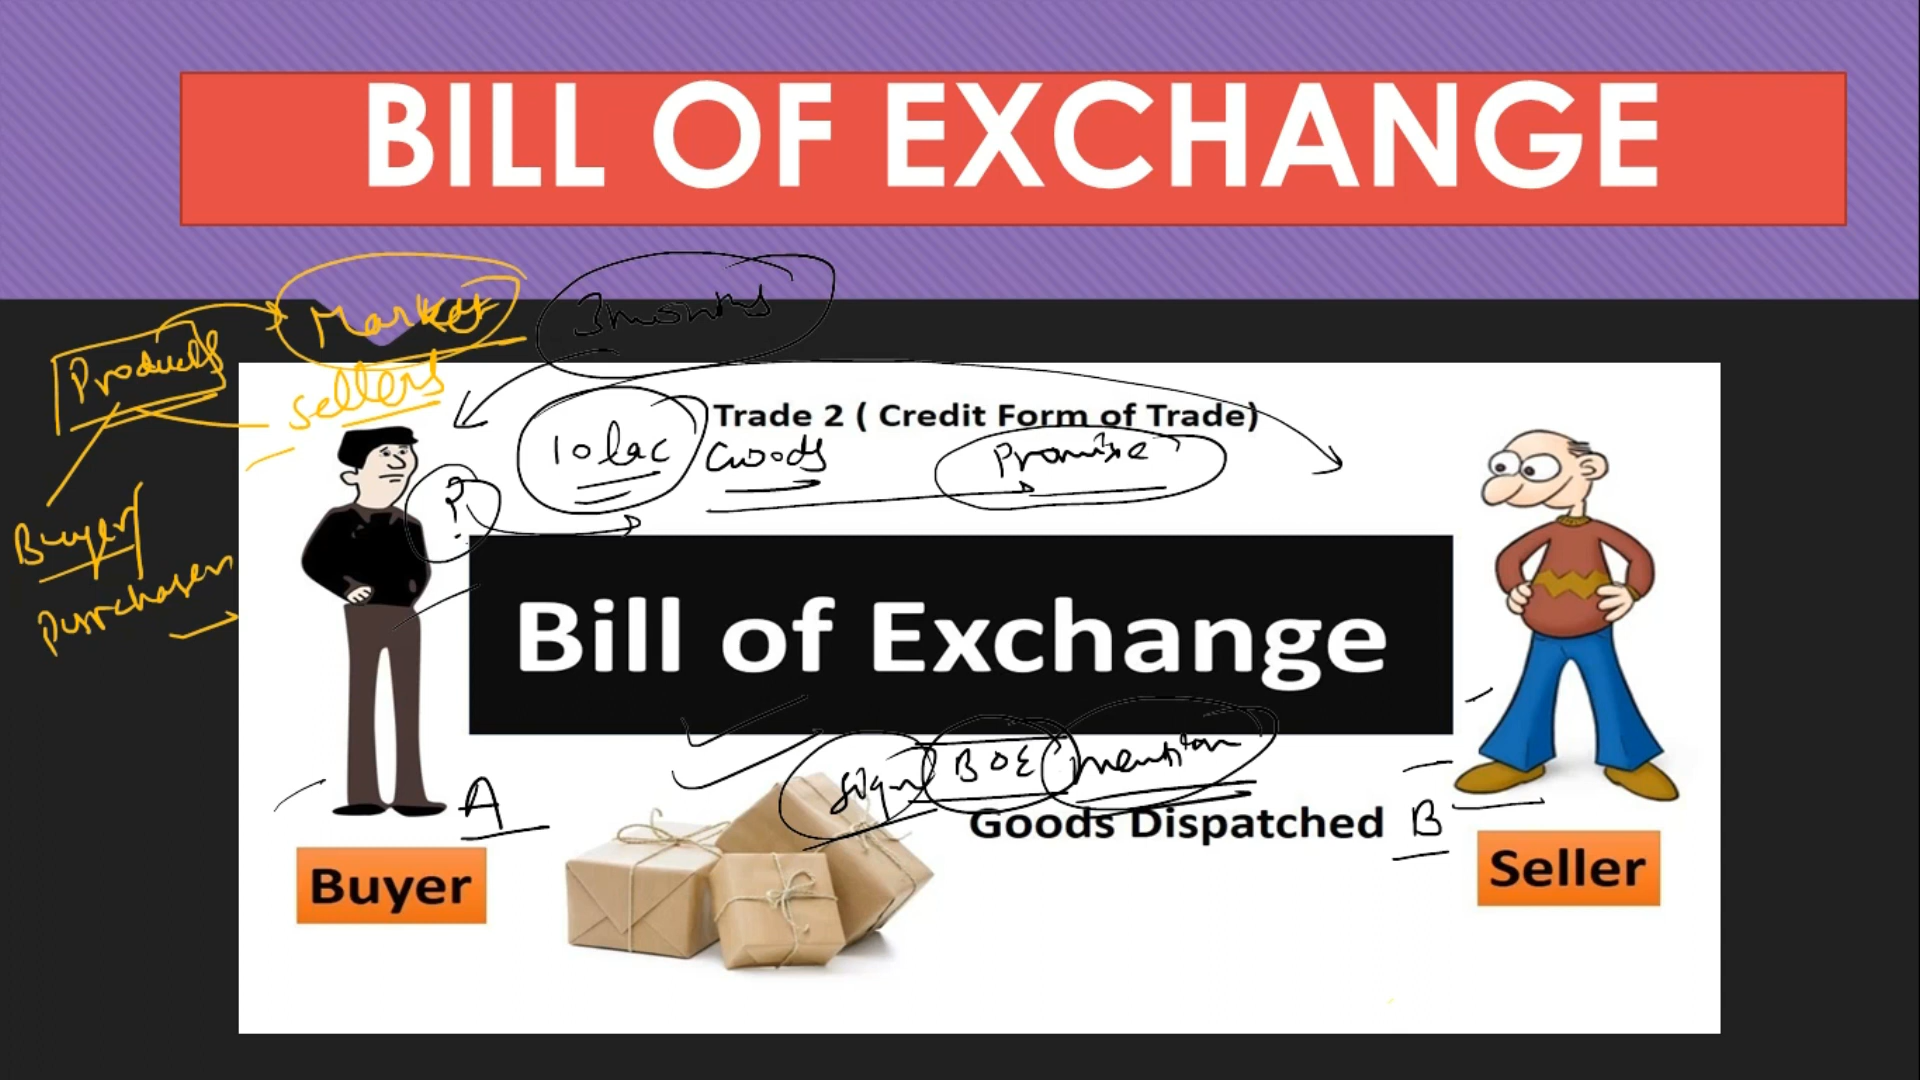 BILL OF EXCHANGE
Market
3 months
Products
Sellers
Trade 2 ( Credit Form of Trade)
10 lac Goods
Promise
?
Buyer/
Purchaser
Bill of Exchange
Sign BOE mention
A
Goods Dispatched B
Buyer
Seller